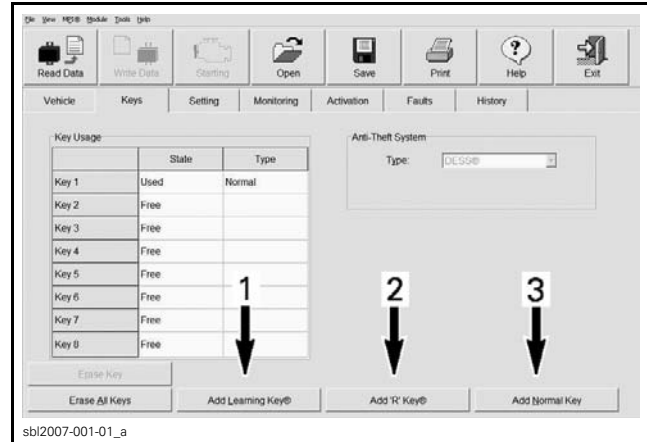 File View MPI® Module Tools Help
Read Data Write Data Starting Open Save Print Help Exit
Vehicle Keys Setting Monitoring Activation Faults History
Key Usage
State Type
Key 1 Used Normal
Key 2 Free
Key 3 Free
Key 4 Free
Key 5 Free
Key 6 Free
Key 7 Free
Key 8 Free
Anti-Theft System
Type: DESS®
1 2 3
Erase Key
Erase All Keys Add Learning Key® Add 'R' Key® Add Normal Key
sbl2007-001-01_a